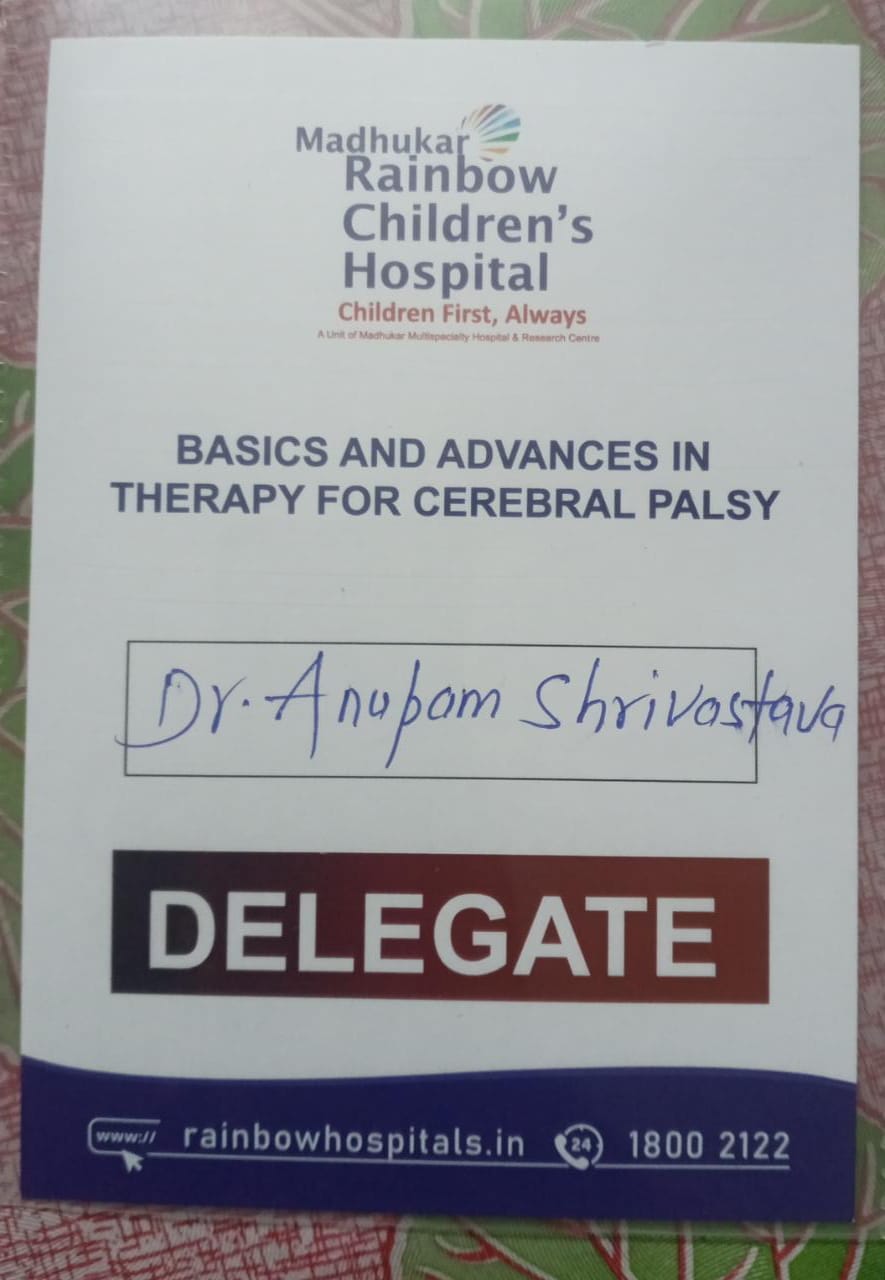 Madhukar
Rainbow
Children's
Hospital
Children First, Always
A Unit of Madhukar Multispecialty Hospital & Research Centre
BASICS AND ADVANCES IN
THERAPY FOR CEREBRAL PALSY
Dr. Anupam Shrivastava
DELEGATE
www:// rainbowhospitals.in 24 1800 2122